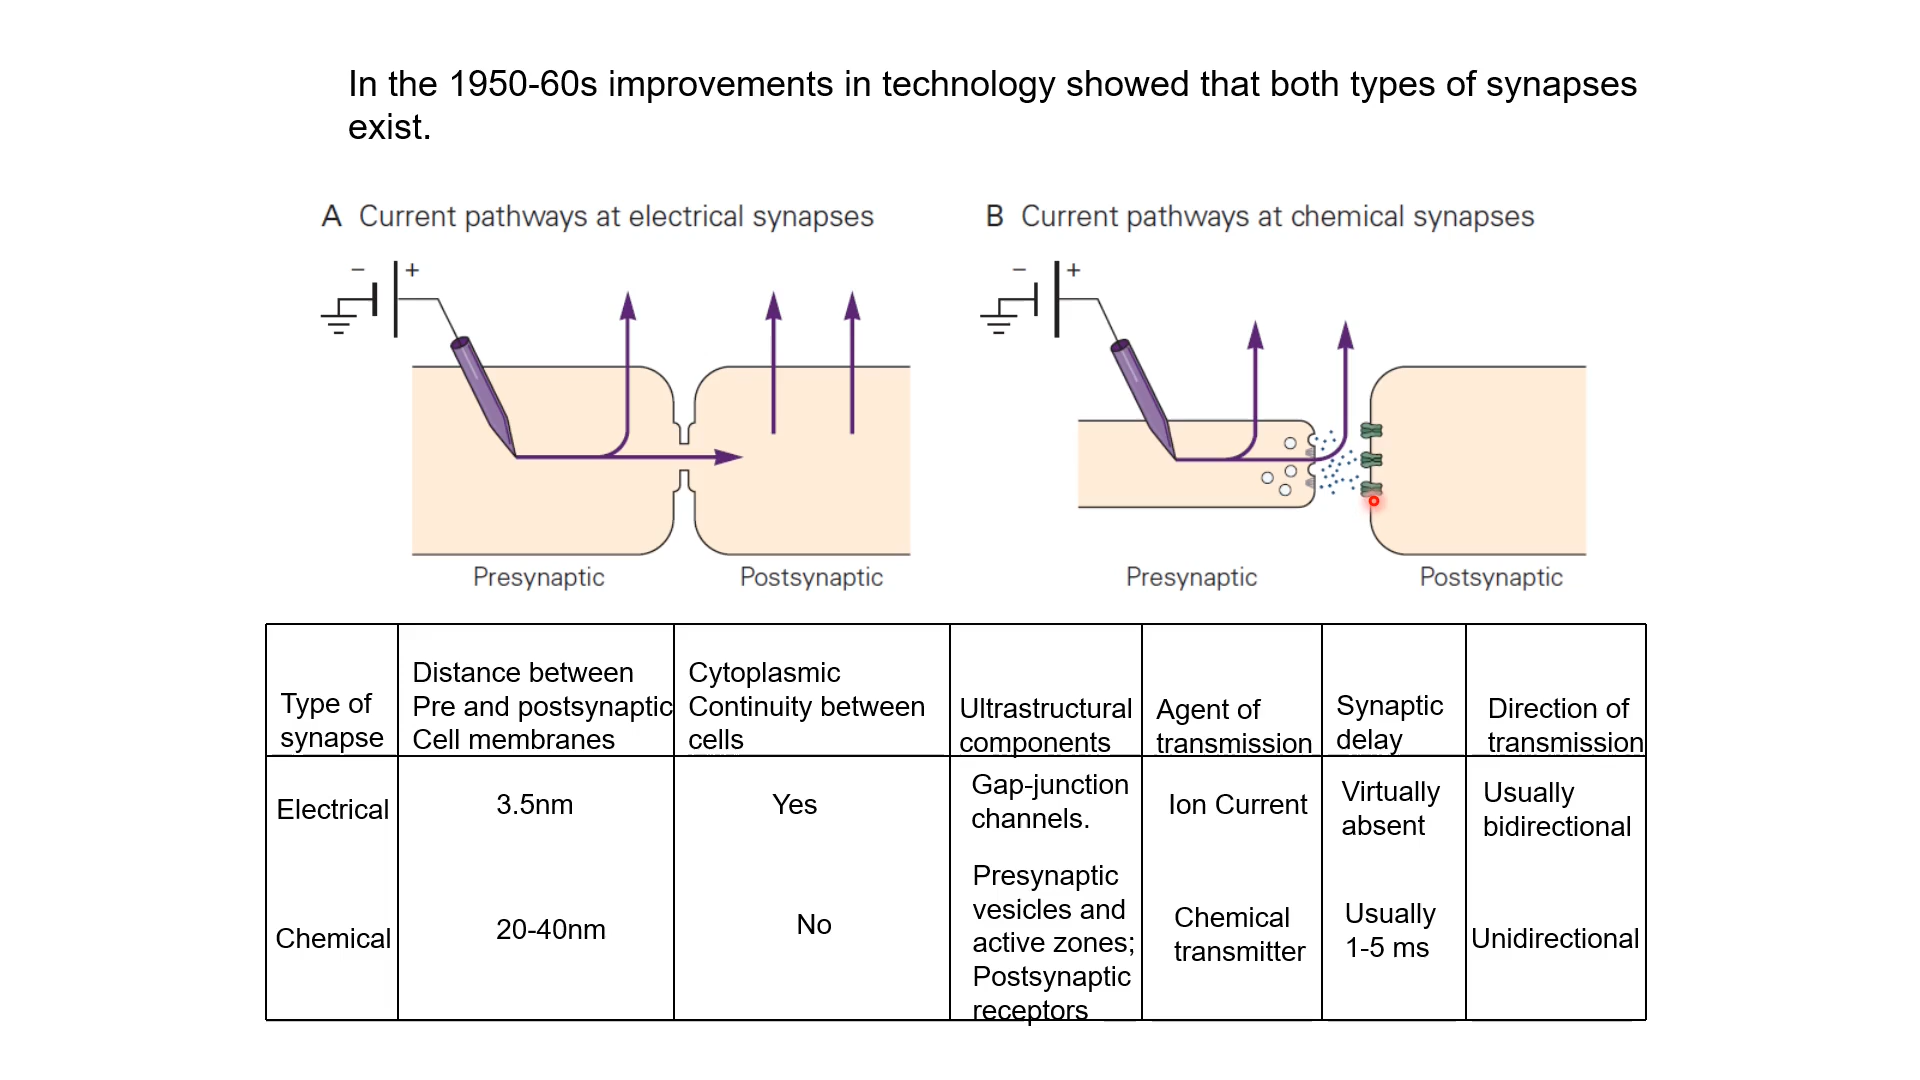 In the 1950-60s improvements in technology showed that both types of synapses
exist.
A Current pathways at electrical synapses
B Current pathways at chemical synapses
− +
− +
Presynaptic
Postsynaptic
Presynaptic
Postsynaptic
Type of
synapse
Distance between
Pre and postsynaptic
Cell membranes
Cytoplasmic
Continuity between
cells
Ultrastructural
components
Agent of
transmission
Synaptic
delay
Direction of
transmission
Electrical
3.5nm
Yes
Gap-junction
channels.
Ion Current
Virtually
absent
Usually
bidirectional
Chemical
20-40nm
No
Presynaptic
vesicles and
active zones;
Postsynaptic
receptors
Chemical
transmitter
Usually
1-5 ms
Unidirectional